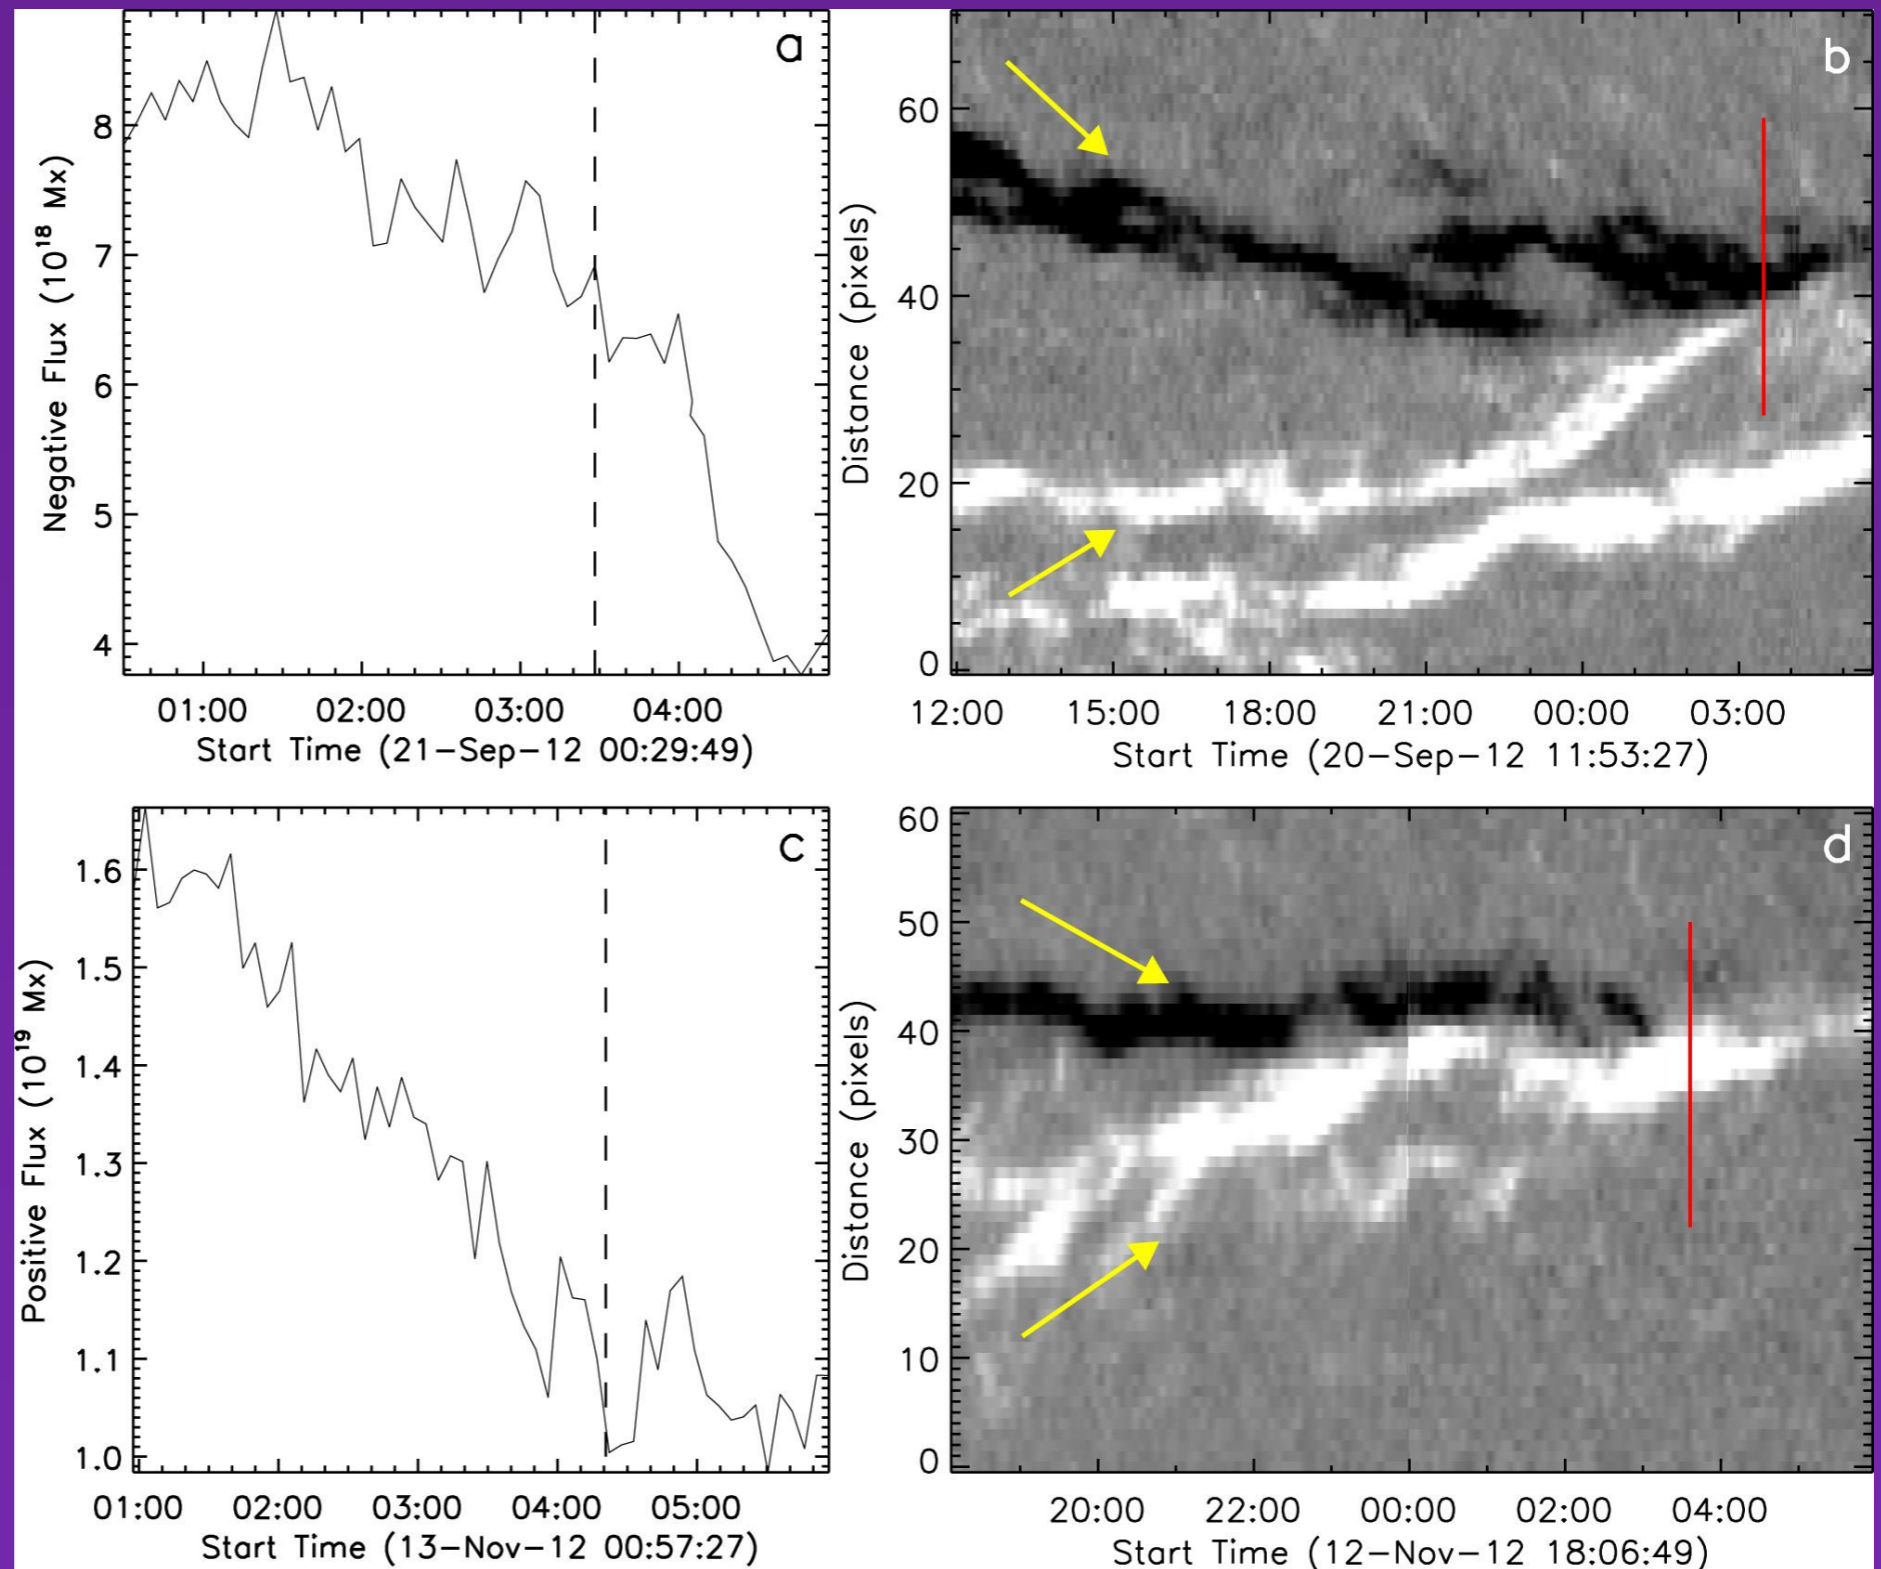 a
Negative Flux (10^18 Mx)
8
7
6
5
4
01:00 02:00 03:00 04:00
Start Time (21-Sep-12 00:29:49)
b
Distance (pixels)
60
40
20
0
12:00 15:00 18:00 21:00 00:00 03:00
Start Time (20-Sep-12 11:53:27)
c
Positive Flux (10^19 Mx)
1.6
1.5
1.4
1.3
1.2
1.1
1.0
01:00 02:00 03:00 04:00 05:00
Start Time (13-Nov-12 00:57:27)
d
Distance (pixels)
60
50
40
30
20
10
0
20:00 22:00 00:00 02:00 04:00
Start Time (12-Nov-12 18:06:49)